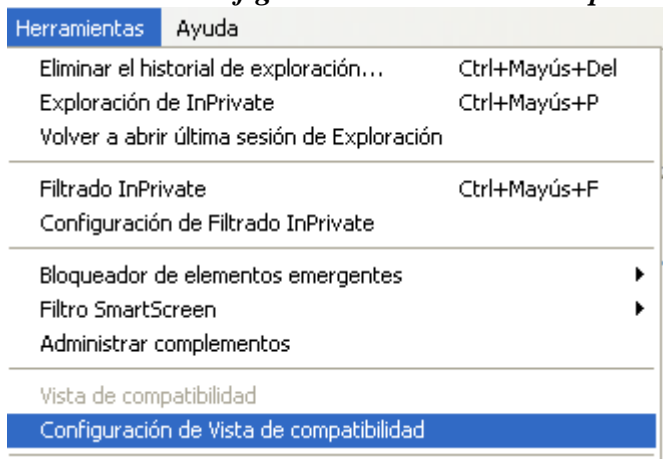 Herramientas Ayuda
Eliminar el historial de exploración... Ctrl+Mayús+Del
Exploración de InPrivate Ctrl+Mayús+P
Volver a abrir última sesión de Exploración
Filtrado InPrivate Ctrl+Mayús+F
Configuración de Filtrado InPrivate
Bloqueador de elementos emergentes
Filtro SmartScreen
Administrar complementos
Vista de compatibilidad
Configuración de Vista de compatibilidad